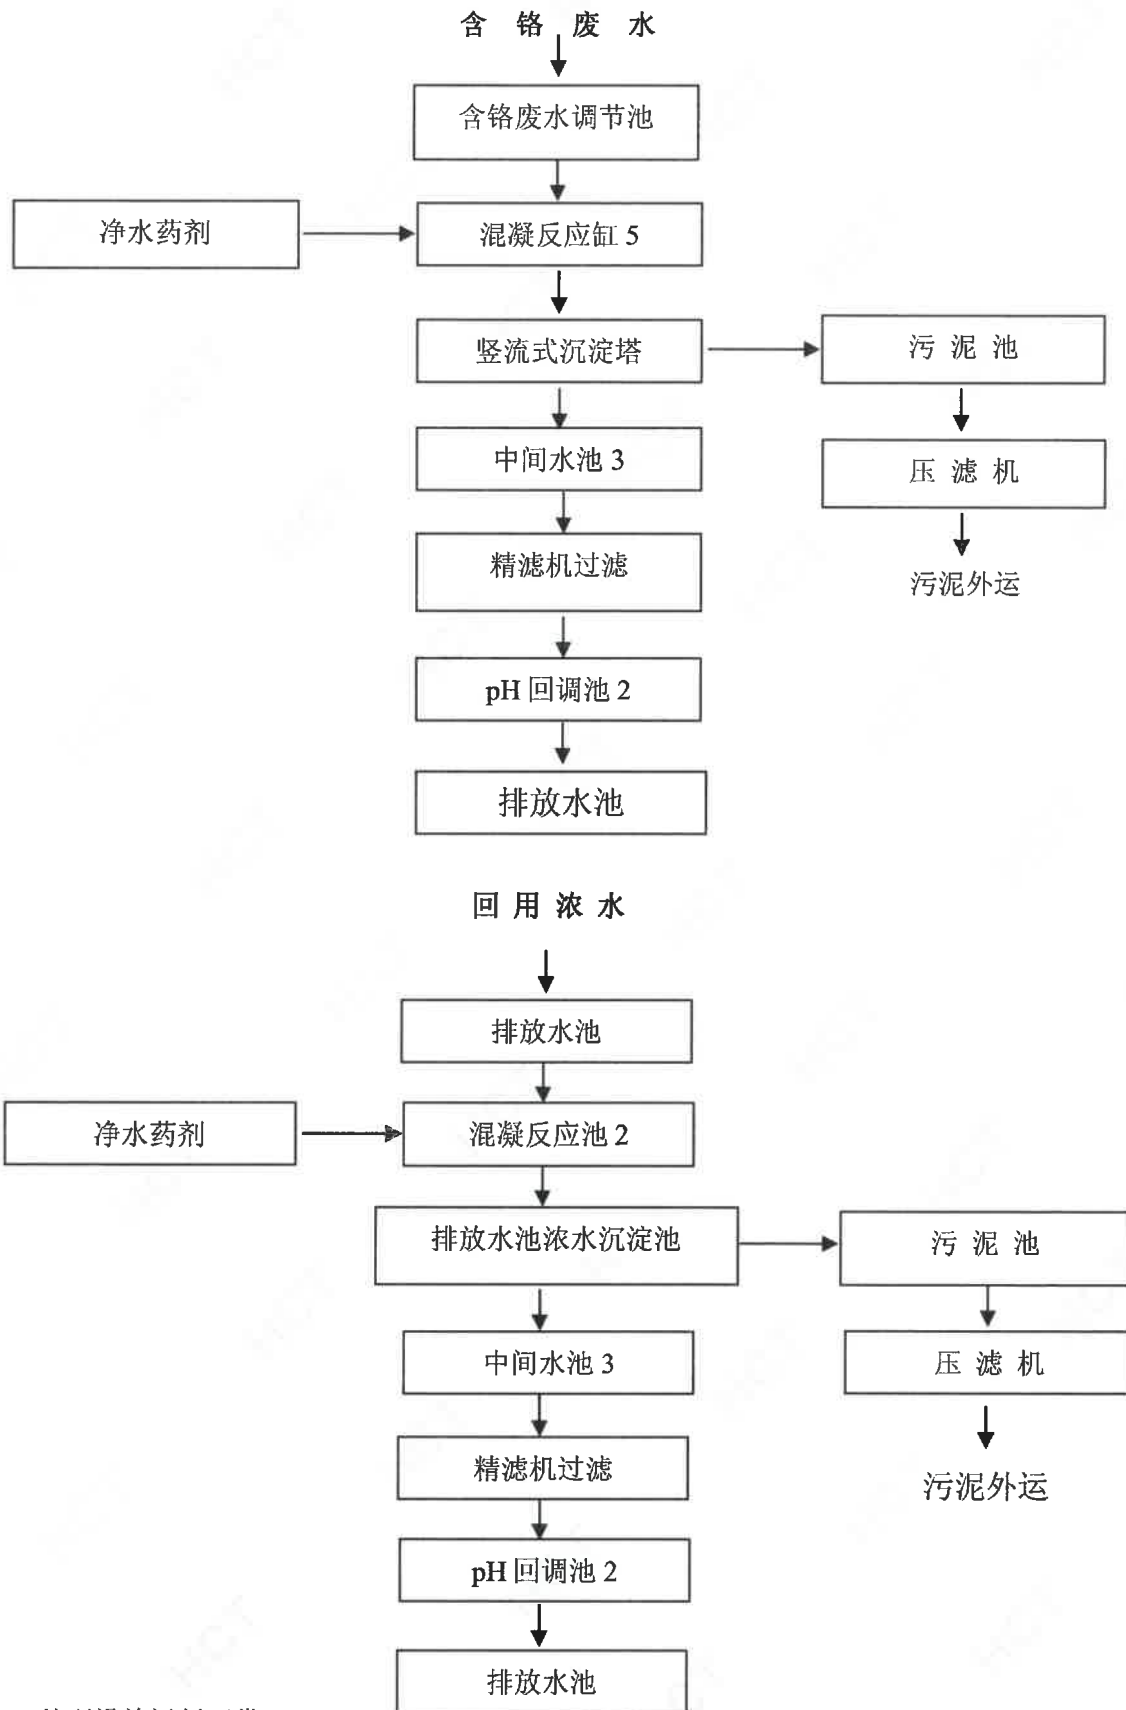 含 铬 废 水
含铬废水调节池
净水药剂
混凝反应缸 5
竖流式沉淀塔
污 泥 池
中间水池 3
压 滤 机
精滤机过滤
污泥外运
pH 回调池 2
排放水池
回 用 浓 水
排放水池
净水药剂
混凝反应池 2
排放水池浓水沉淀池
污 泥 池
中间水池 3
压 滤 机
精滤机过滤
污泥外运
pH 回调池 2
排放水池
HCT